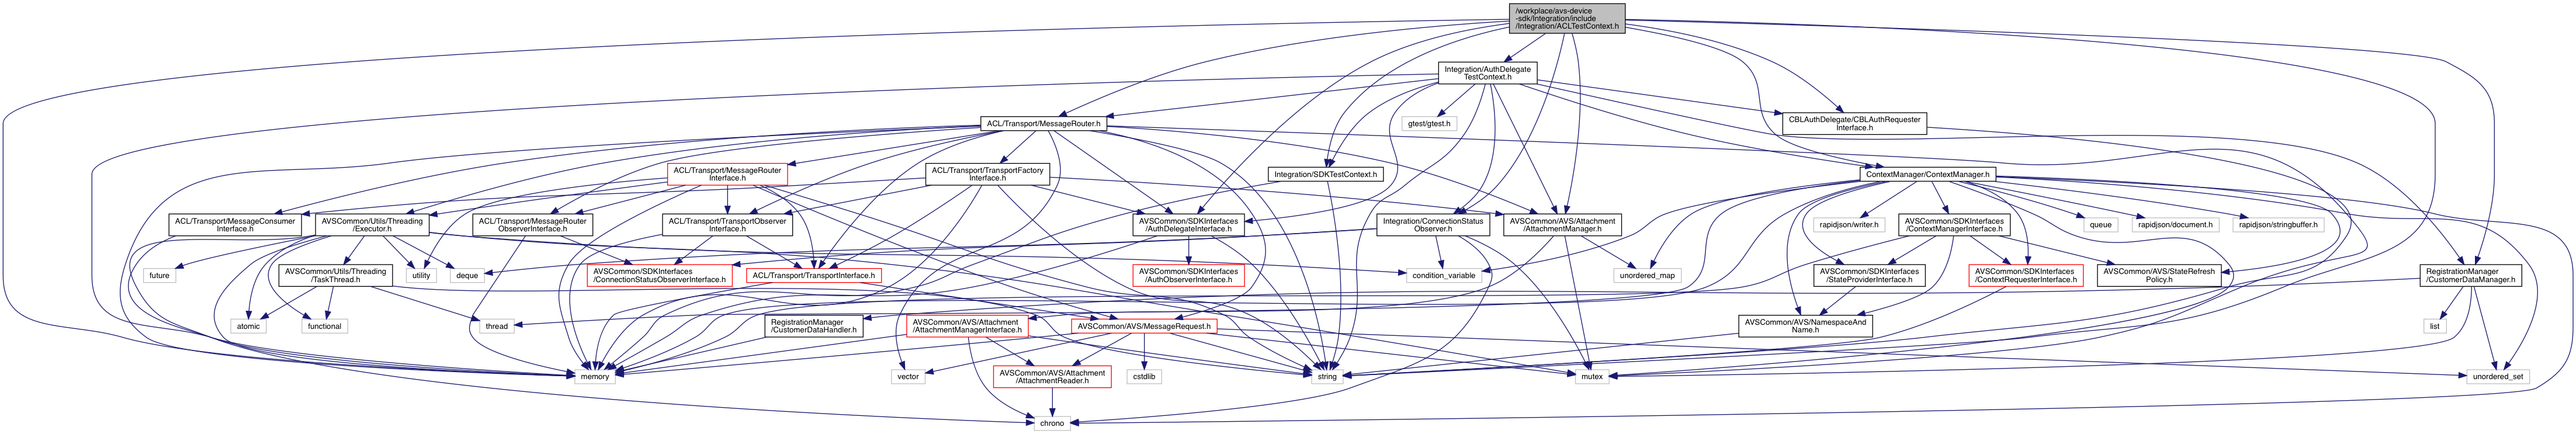 /workplace/avs-device
-sdk/Integration/include
/Integration/ACLTestContext.h
Integration/AuthDelegate
TestContext.h
ACL/Transport/MessageRouter.h
gtest/gtest.h
CBLAuthDelegate/CBLAuthRequester
Interface.h
ACL/Transport/MessageRouter
Interface.h
ACL/Transport/TransportFactory
Interface.h
Integration/SDKTestContext.h
ContextManager/ContextManager.h
ACL/Transport/MessageConsumer
Interface.h
AVSCommon/Utils/Threading
/Executor.h
ACL/Transport/MessageRouter
ObserverInterface.h
ACL/Transport/TransportObserver
Interface.h
AVSCommon/SDKInterfaces
/AuthDelegateInterface.h
Integration/ConnectionStatus
Observer.h
AVSCommon/AVS/Attachment
/AttachmentManager.h
rapidjson/writer.h
AVSCommon/SDKInterfaces
/ContextManagerInterface.h
queue
rapidjson/document.h
rapidjson/stringbuffer.h
future
AVSCommon/Utils/Threading
/TaskThread.h
utility
deque
AVSCommon/SDKInterfaces
/ConnectionStatusObserverInterface.h
ACL/Transport/TransportInterface.h
AVSCommon/SDKInterfaces
/AuthObserverInterface.h
condition_variable
unordered_map
AVSCommon/SDKInterfaces
/StateProviderInterface.h
AVSCommon/SDKInterfaces
/ContextRequesterInterface.h
AVSCommon/AVS/StateRefresh
Policy.h
RegistrationManager
/CustomerDataManager.h
atomic
functional
thread
RegistrationManager
/CustomerDataHandler.h
AVSCommon/AVS/Attachment
/AttachmentManagerInterface.h
AVSCommon/AVS/MessageRequest.h
AVSCommon/AVS/NamespaceAnd
Name.h
list
memory
vector
AVSCommon/AVS/Attachment
/AttachmentReader.h
cstdlib
string
mutex
unordered_set
chrono